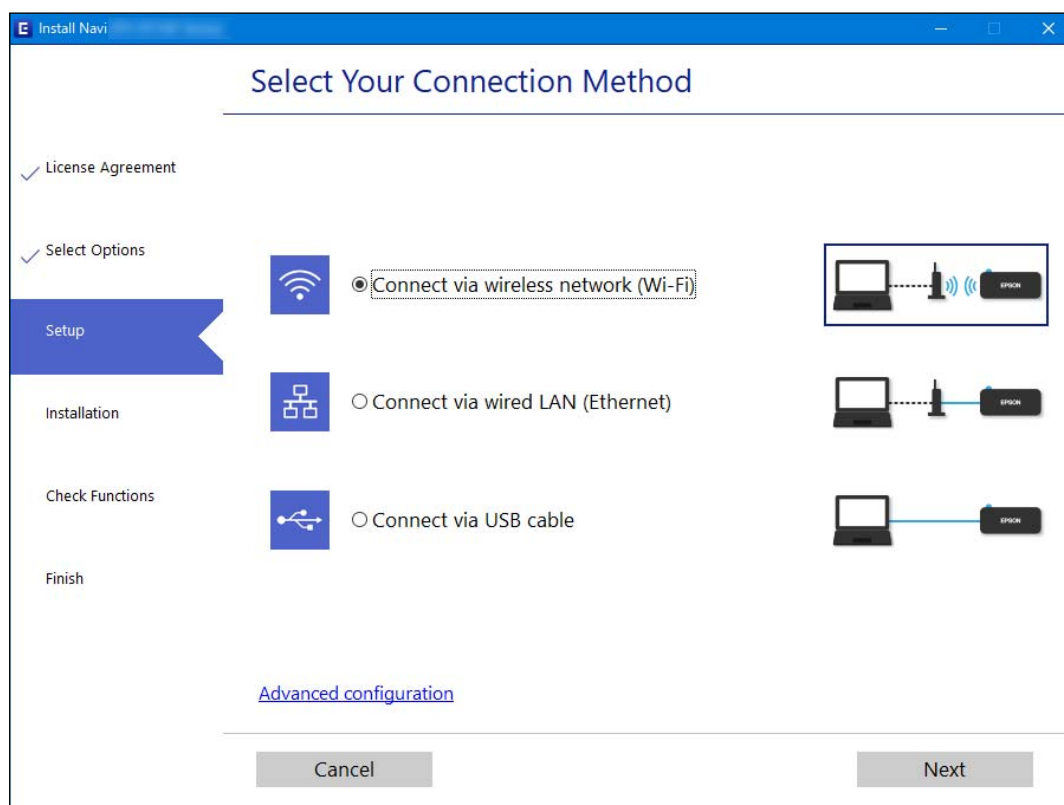 Install Navi
Select Your Connection Method
License Agreement
Select Options
Setup
Installation
Check Functions
Finish
Connect via wireless network (Wi-Fi)
EPSON
Connect via wired LAN (Ethernet)
EPSON
Connect via USB cable
EPSON
Advanced configuration
Cancel
Next